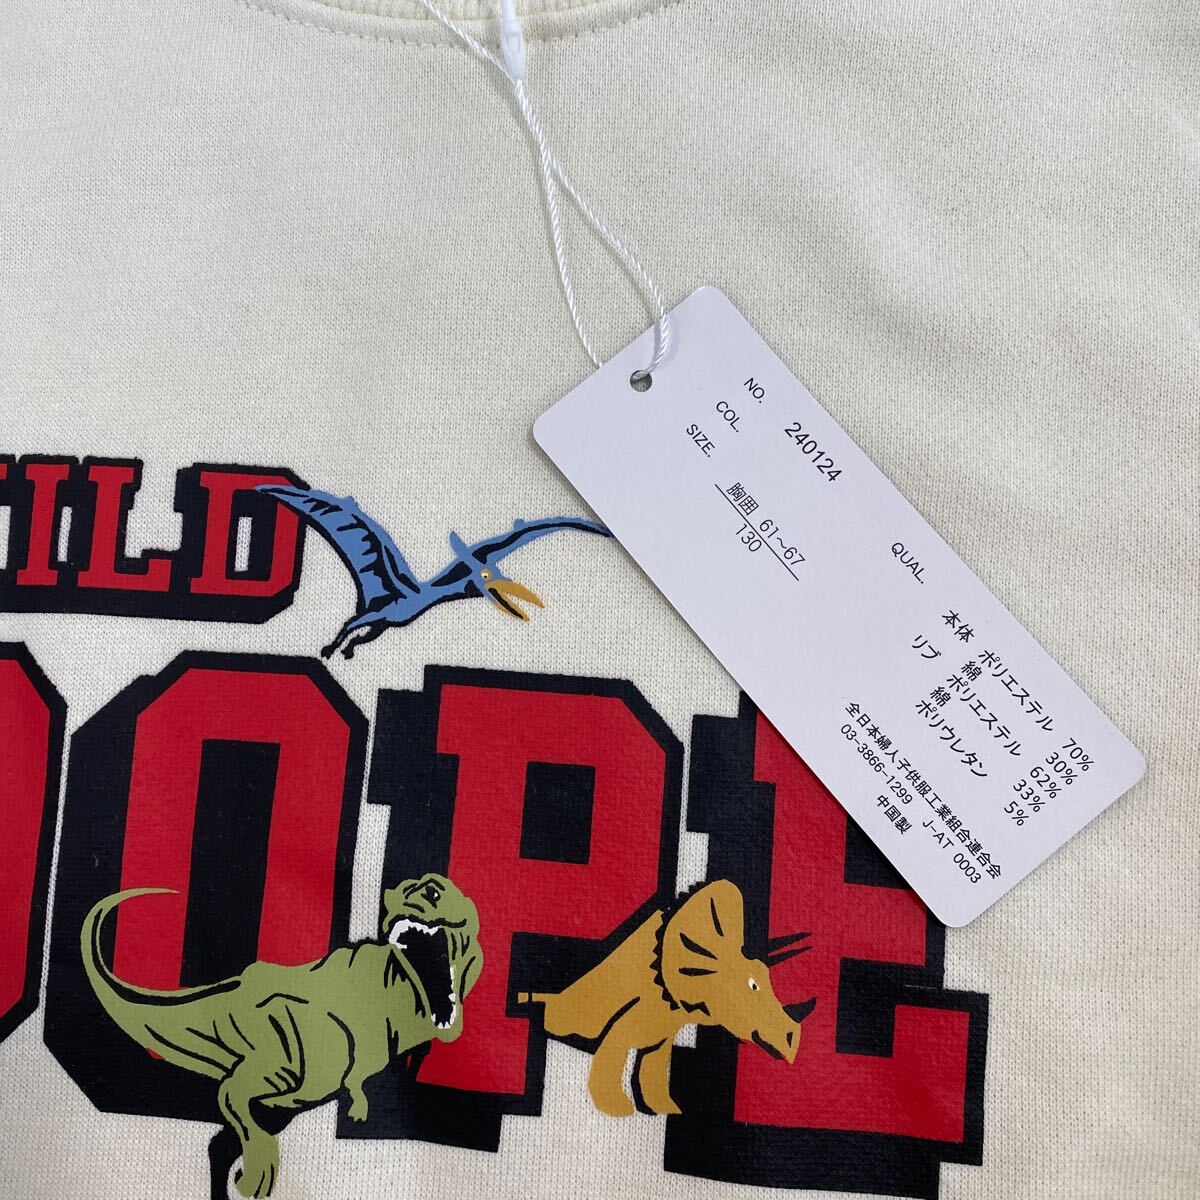 ILD
OPE
NO. 240124
COL.
SIZE. 胸囲 61〜67
130
QUAL.
本体 ポリエステル 70%
綿 30%
リブ ポリエステル 62%
綿 33%
ポリウレタン 5%
全日本婦人子供服工業組合連合会
03-3866-1299 J-AT 0003
中国製